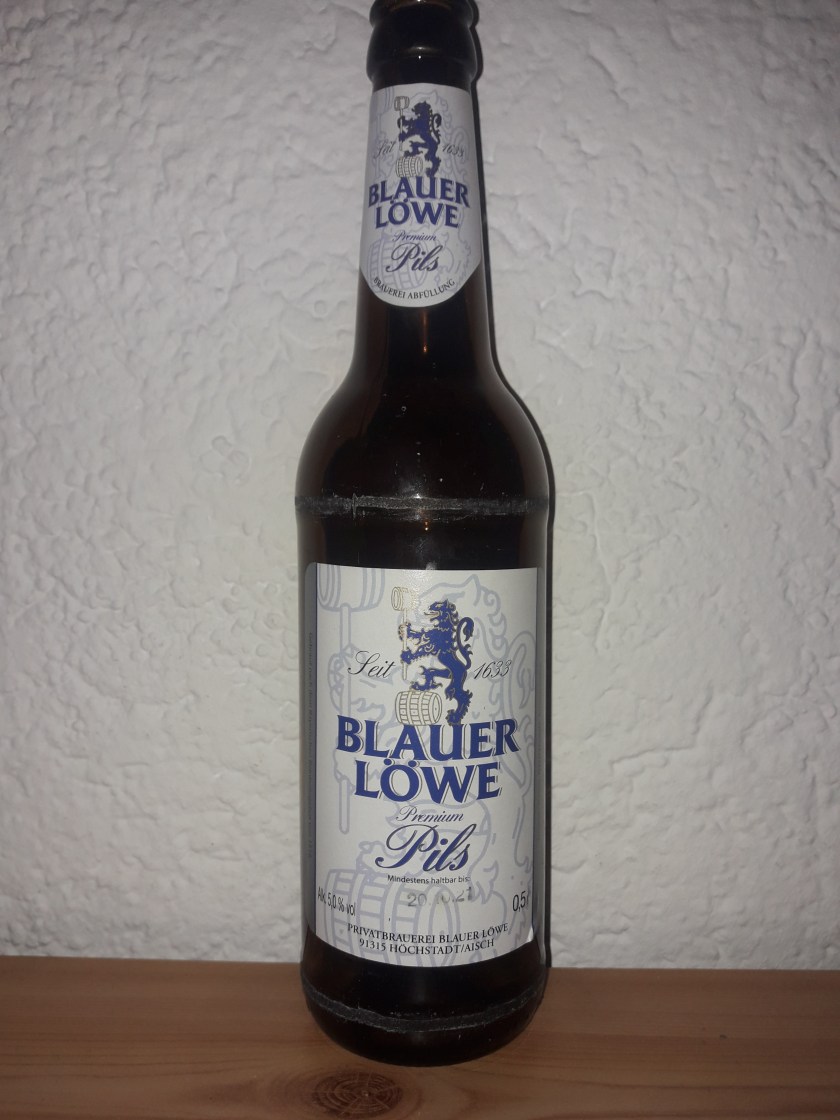 Seit 1633
BLAUER
LÖWE
Premium
Pils
BRAUEREI ABFÜLLUNG
Seit 1633
BLAUER
LÖWE
Premium
Pils
Mindestens haltbar bis:
Alk. 5,0 % vol
0,5
PRIVATBRAUEREI BLAUER LÖWE
91315 HÖCHSTADT/AISCH